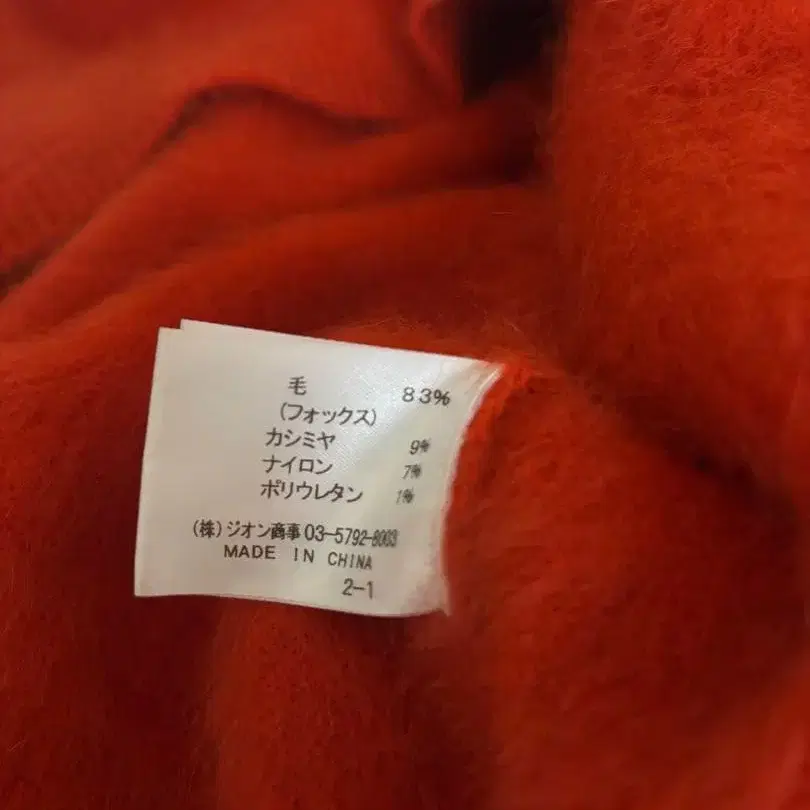 毛 83%
(フォックス)
カシミヤ 9%
ナイロン 7%
ポリウレタン 1%
(株)ジオン商事 03-5792-8003
MADE IN CHINA
2-1